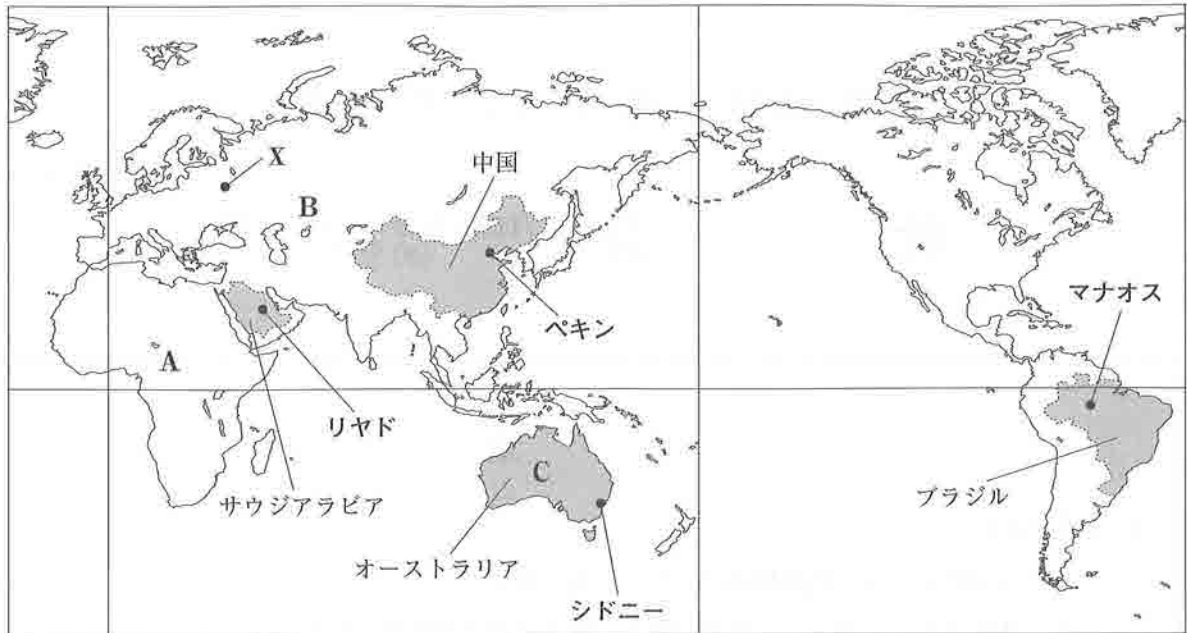 X
中国
B
マナオス
ペキン
A
リヤド
C
サウジアラビア
ブラジル
オーストラリア
シドニー